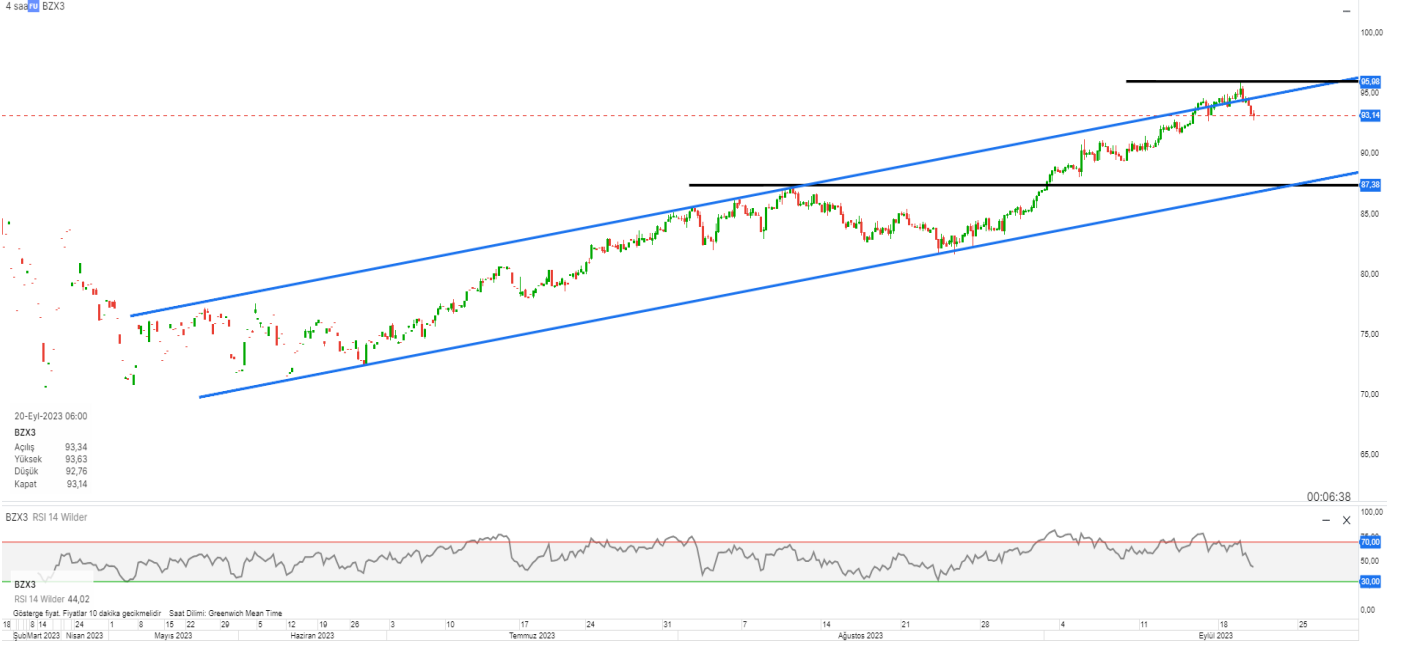 4 saa ru BZX3
100,00
95,98
95,00
93,14
90,00
87,38
85,00
80,00
75,00
70,00
65,00
20-Eyl-2023 06:00
BZX3
Açılış 93,34
Yüksek 93,63
Düşük 92,76
Kapat 93,14
00:06:38
BZX3 RSI 14 Wilder
100,00
70,00
50,00
30,00
0,00
BZX3
RSI 14 Wilder 44,02
Gösterge fiyat. Fiyatlar 10 dakika gecikmelidir Saat Dilimi: Greenwich Mean Time
18 8 14 24 1 8 15 22 29 5 12 19 26 3 10 17 24 31 7 14 21 28 4 11 18 25
Şub Mart 2023 Nisan 2023 Mayıs 2023 Haziran 2023 Temmuz 2023 Ağustos 2023 Eylül 2023